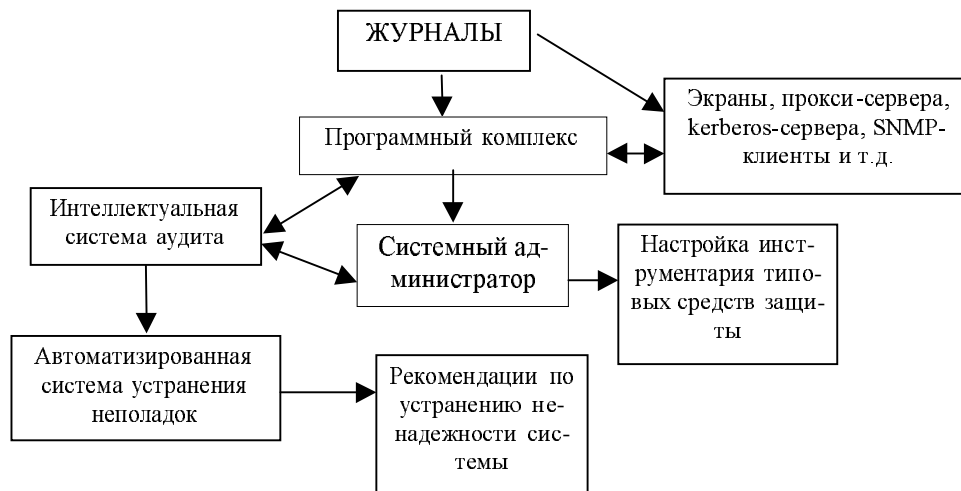 ЖУРНАЛЫ
Экраны, прокси-сервера,
kerberos-сервера, SNMP-
клиенты и т.д.
Программный комплекс
Интеллектуальная
система аудита
Системный ад-
министратор
Настройка инст-
рументария типо-
вых средств защи-
ты
Автоматизированная
система устранения
неполадок
Рекомендации по
устранению не-
надежности сис-
темы